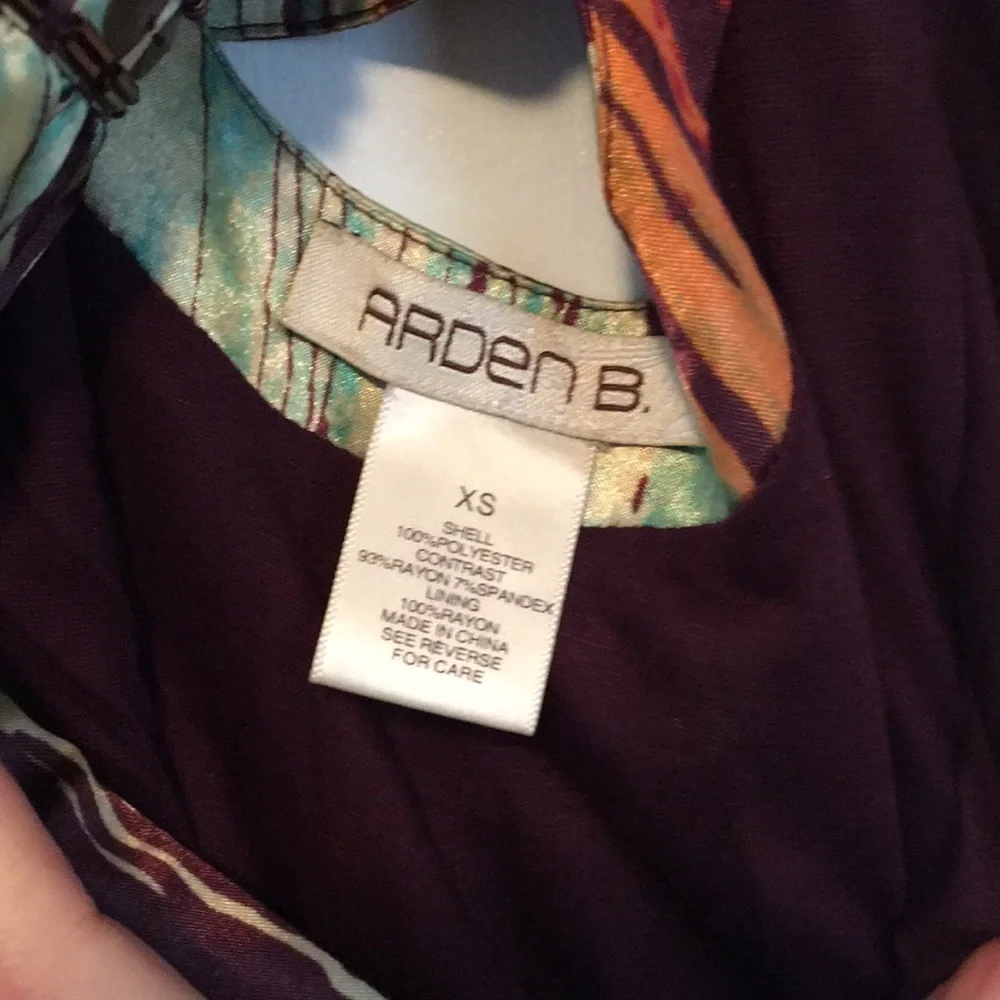 ARDen B.
XS
SHELL
100%POLYESTER
CONTRAST
93%RAYON 7%SPANDEX
LINING
100%RAYON
MADE IN CHINA
SEE REVERSE
FOR CARE